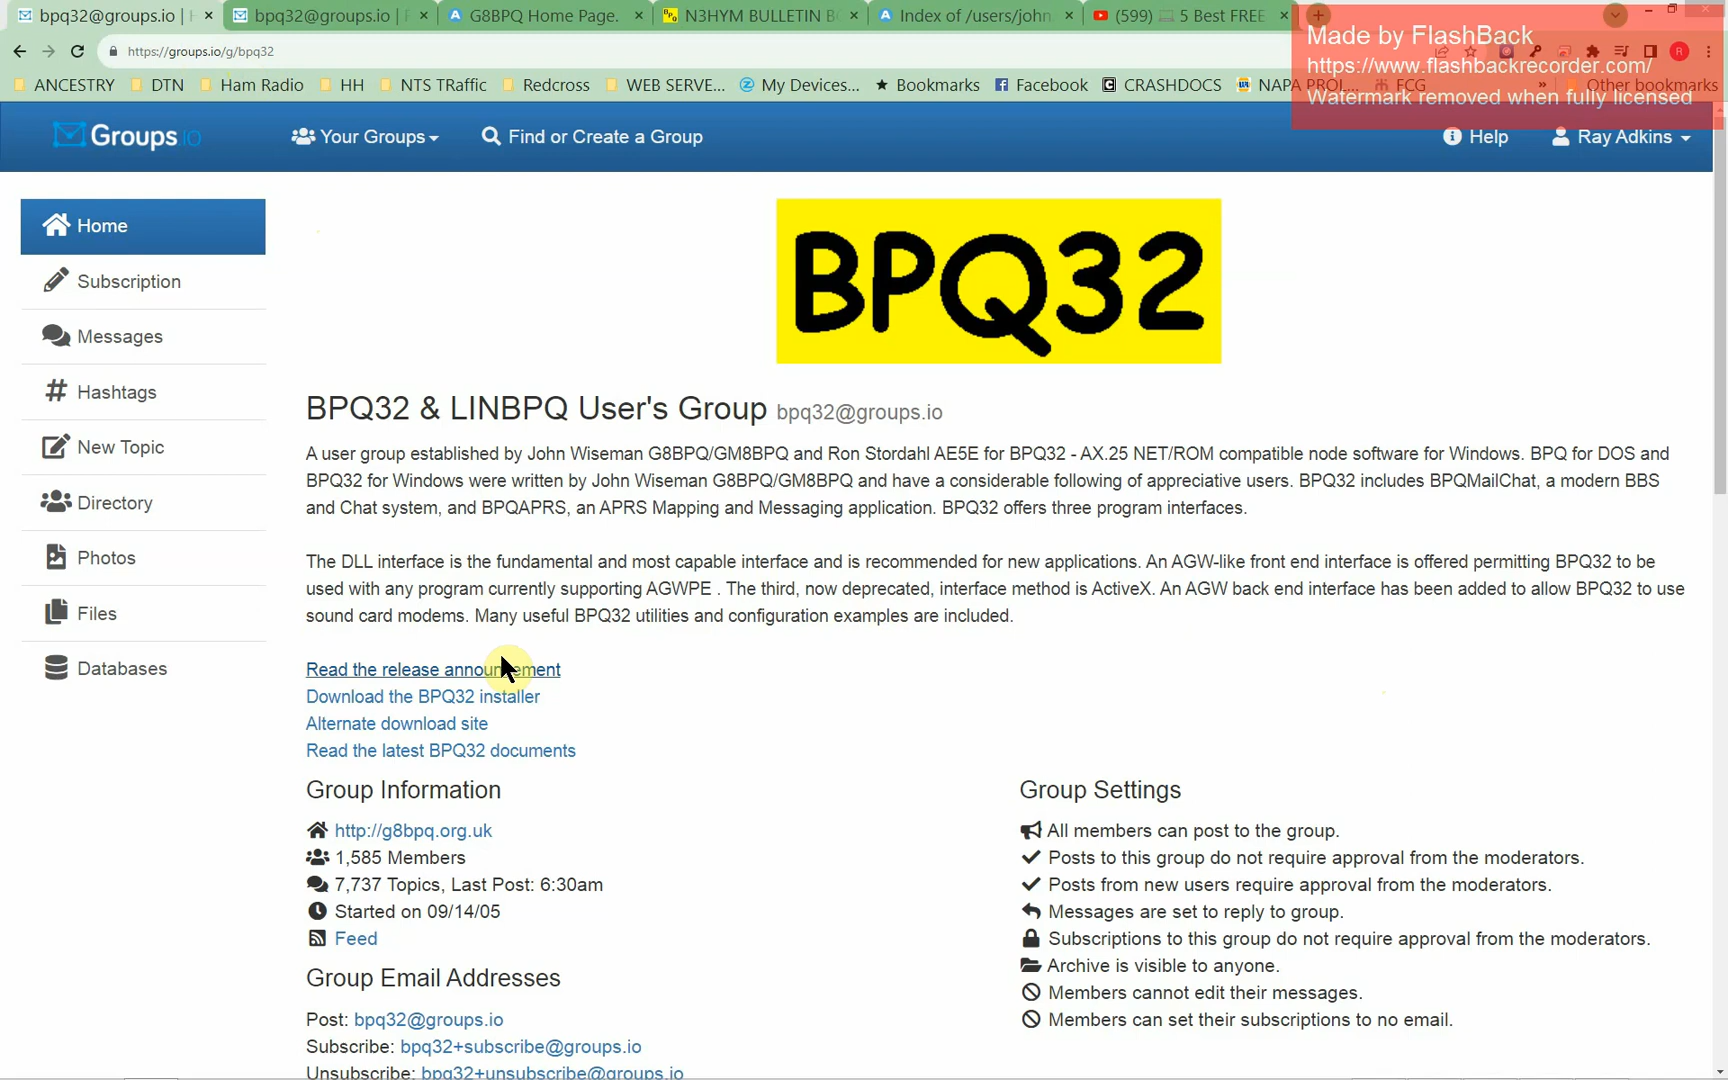 bpq32@groups.io |
bpq32@groups.io |
G8BPQ Home Page.
N3HYM BULLETIN B
Index of /users/john
(599) 5 Best FREE
https://groups.io/g/bpq32
Made by FlashBack
https://www.flashbackrecorder.com/
Watermark removed when fully licensed
ANCESTRY
DTN
Ham Radio
HH
NTS TRaffic
Redcross
WEB SERVE...
My Devices...
Bookmarks
Facebook
CRASHDOCS
NAPA PROL...
FCG
»
Other bookmarks
Groups.io
Your Groups
Find or Create a Group
Help
Ray Adkins
Home
Subscription
Messages
Hashtags
New Topic
Directory
Photos
Files
Databases
BPQ32
BPQ32 & LINBPQ User's Group bpq32@groups.io
A user group established by John Wiseman G8BPQ/GM8BPQ and Ron Stordahl AE5E for BPQ32 - AX.25 NET/ROM compatible node software for Windows. BPQ for DOS and
BPQ32 for Windows were written by John Wiseman G8BPQ/GM8BPQ and have a considerable following of appreciative users. BPQ32 includes BPQMailChat, a modern BBS
and Chat system, and BPQAPRS, an APRS Mapping and Messaging application. BPQ32 offers three program interfaces.
The DLL interface is the fundamental and most capable interface and is recommended for new applications. An AGW-like front end interface is offered permitting BPQ32 to be
used with any program currently supporting AGWPE . The third, now deprecated, interface method is ActiveX. An AGW back end interface has been added to allow BPQ32 to use
sound card modems. Many useful BPQ32 utilities and configuration examples are included.
Read the release announcement
Download the BPQ32 installer
Alternate download site
Read the latest BPQ32 documents
Group Information
http://g8bpq.org.uk
1,585 Members
7,737 Topics, Last Post: 6:30am
Started on 09/14/05
Feed
Group Email Addresses
Post: bpq32@groups.io
Subscribe: bpq32+subscribe@groups.io
Unsubscribe: bpq32+unsubscribe@groups.io
Group Settings
All members can post to the group.
Posts to this group do not require approval from the moderators.
Posts from new users require approval from the moderators.
Messages are set to reply to group.
Subscriptions to this group do not require approval from the moderators.
Archive is visible to anyone.
Members cannot edit their messages.
Members can set their subscriptions to no email.